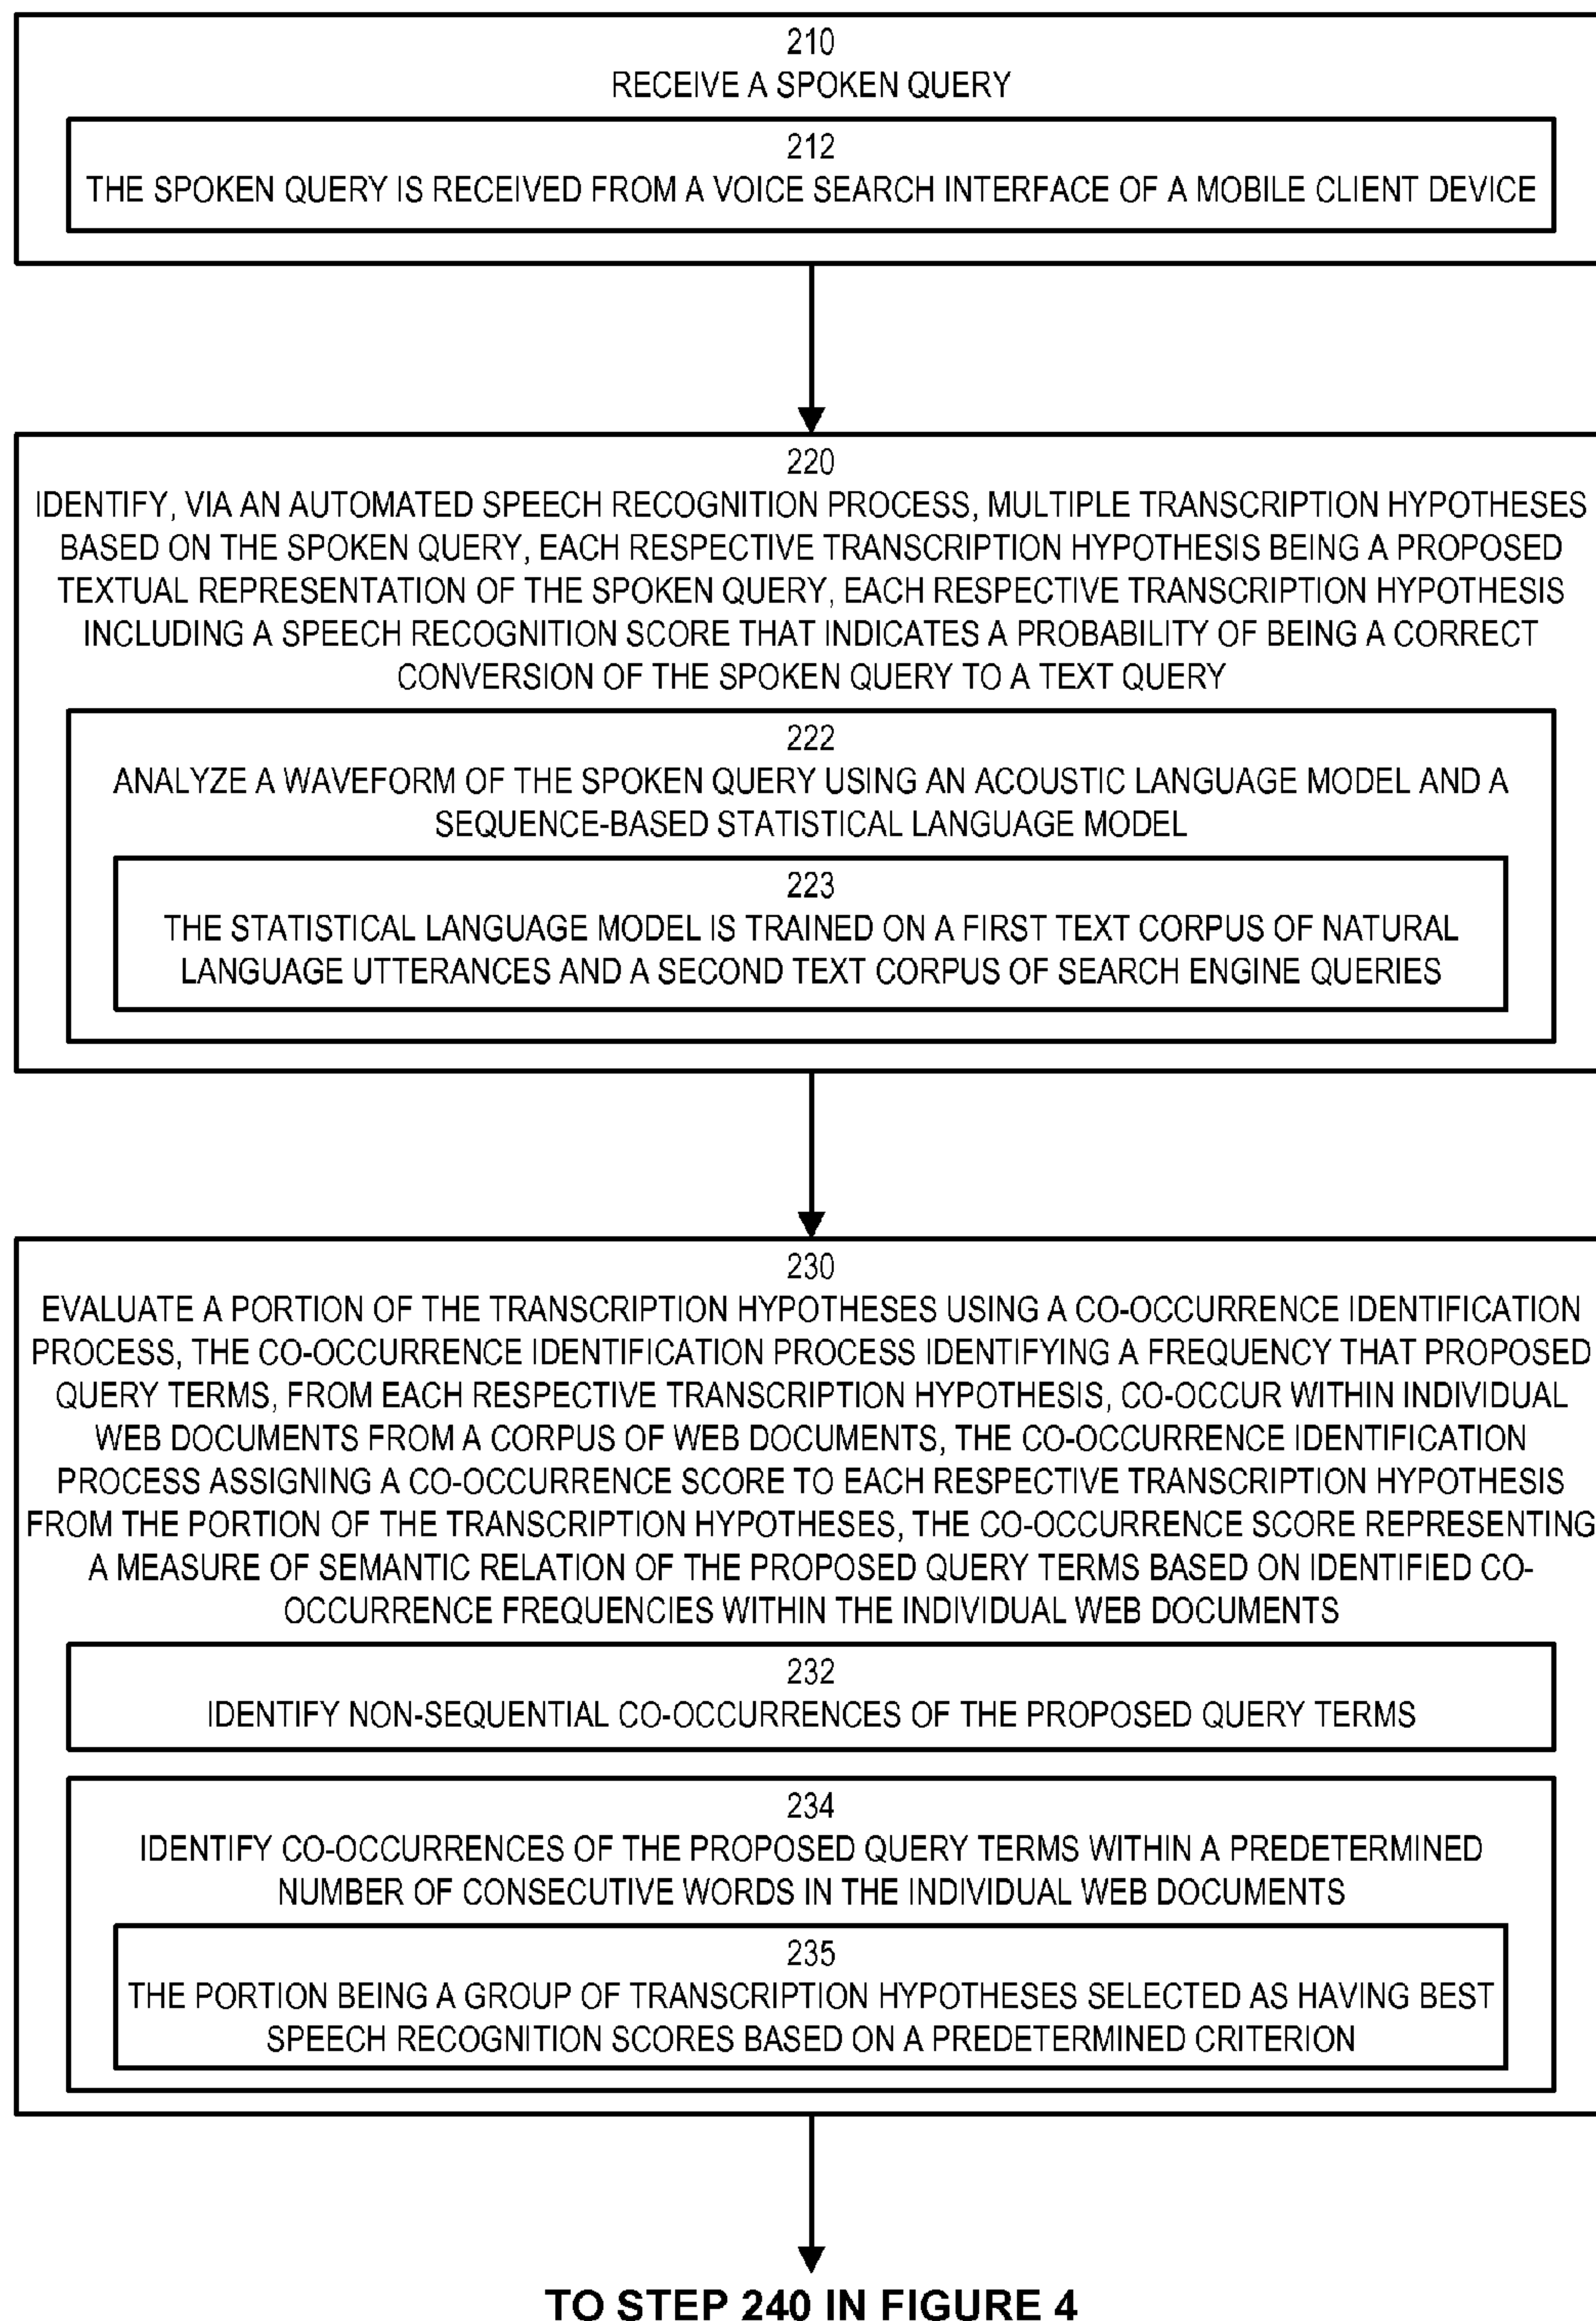 210
RECEIVE A SPOKEN QUERY
212
THE SPOKEN QUERY IS RECEIVED FROM A VOICE SEARCH INTERFACE OF A MOBILE CLIENT DEVICE
220
IDENTIFY, VIA AN AUTOMATED SPEECH RECOGNITION PROCESS, MULTIPLE TRANSCRIPTION HYPOTHESES
BASED ON THE SPOKEN QUERY, EACH RESPECTIVE TRANSCRIPTION HYPOTHESIS BEING A PROPOSED
TEXTUAL REPRESENTATION OF THE SPOKEN QUERY, EACH RESPECTIVE TRANSCRIPTION HYPOTHESIS
INCLUDING A SPEECH RECOGNITION SCORE THAT INDICATES A PROBABILITY OF BEING A CORRECT
CONVERSION OF THE SPOKEN QUERY TO A TEXT QUERY
222
ANALYZE A WAVEFORM OF THE SPOKEN QUERY USING AN ACOUSTIC LANGUAGE MODEL AND A
SEQUENCE-BASED STATISTICAL LANGUAGE MODEL
223
THE STATISTICAL LANGUAGE MODEL IS TRAINED ON A FIRST TEXT CORPUS OF NATURAL
LANGUAGE UTTERANCES AND A SECOND TEXT CORPUS OF SEARCH ENGINE QUERIES
230
EVALUATE A PORTION OF THE TRANSCRIPTION HYPOTHESES USING A CO-OCCURRENCE IDENTIFICATION
PROCESS, THE CO-OCCURRENCE IDENTIFICATION PROCESS IDENTIFYING A FREQUENCY THAT PROPOSED
QUERY TERMS, FROM EACH RESPECTIVE TRANSCRIPTION HYPOTHESIS, CO-OCCUR WITHIN INDIVIDUAL
WEB DOCUMENTS FROM A CORPUS OF WEB DOCUMENTS, THE CO-OCCURRENCE IDENTIFICATION
PROCESS ASSIGNING A CO-OCCURRENCE SCORE TO EACH RESPECTIVE TRANSCRIPTION HYPOTHESIS
FROM THE PORTION OF THE TRANSCRIPTION HYPOTHESES, THE CO-OCCURRENCE SCORE REPRESENTING
A MEASURE OF SEMANTIC RELATION OF THE PROPOSED QUERY TERMS BASED ON IDENTIFIED CO-
OCCURRENCE FREQUENCIES WITHIN THE INDIVIDUAL WEB DOCUMENTS
232
IDENTIFY NON-SEQUENTIAL CO-OCCURRENCES OF THE PROPOSED QUERY TERMS
234
IDENTIFY CO-OCCURRENCES OF THE PROPOSED QUERY TERMS WITHIN A PREDETERMINED
NUMBER OF CONSECUTIVE WORDS IN THE INDIVIDUAL WEB DOCUMENTS
235
THE PORTION BEING A GROUP OF TRANSCRIPTION HYPOTHESES SELECTED AS HAVING BEST
SPEECH RECOGNITION SCORES BASED ON A PREDETERMINED CRITERION
TO STEP 240 IN FIGURE 4